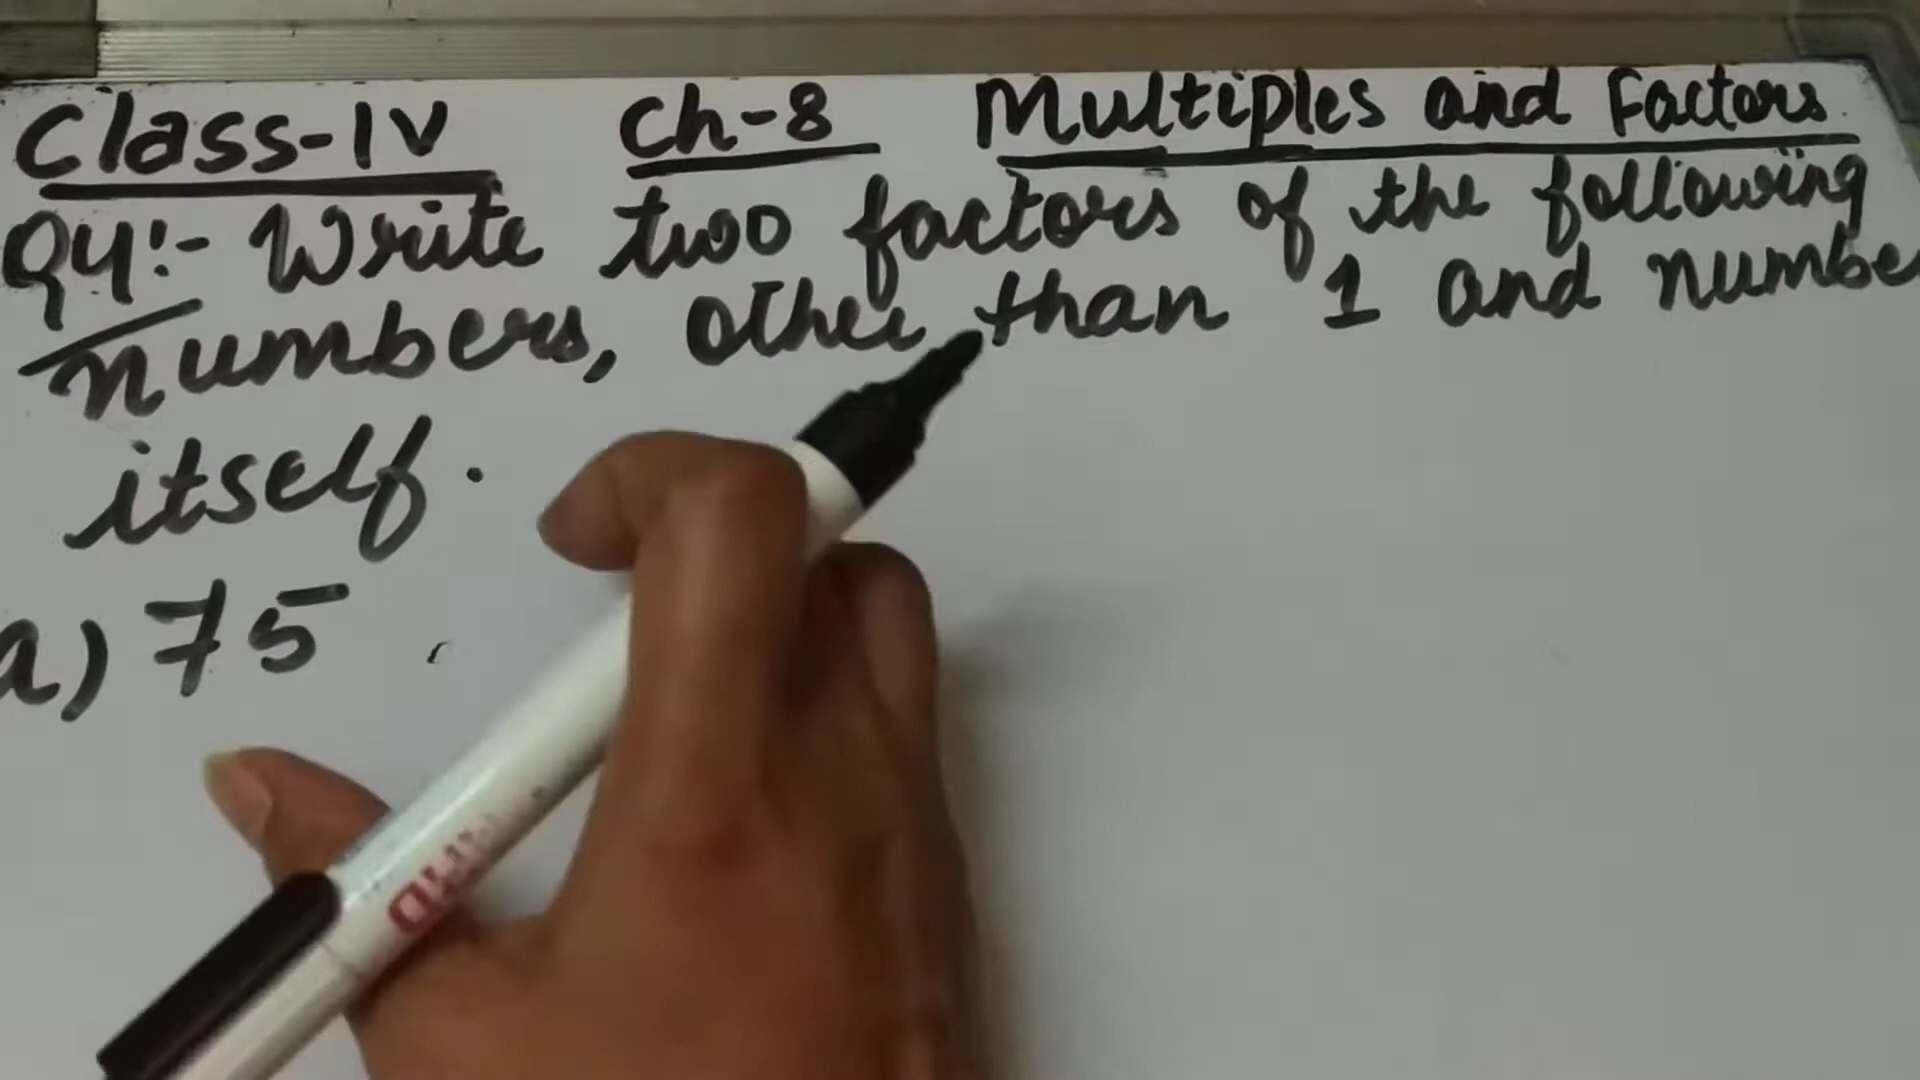 Class-IV Ch-8 Multiples and Factors
Q4:- Write two factors of the following
numbers, other than 1 and number
itself.
a) 75